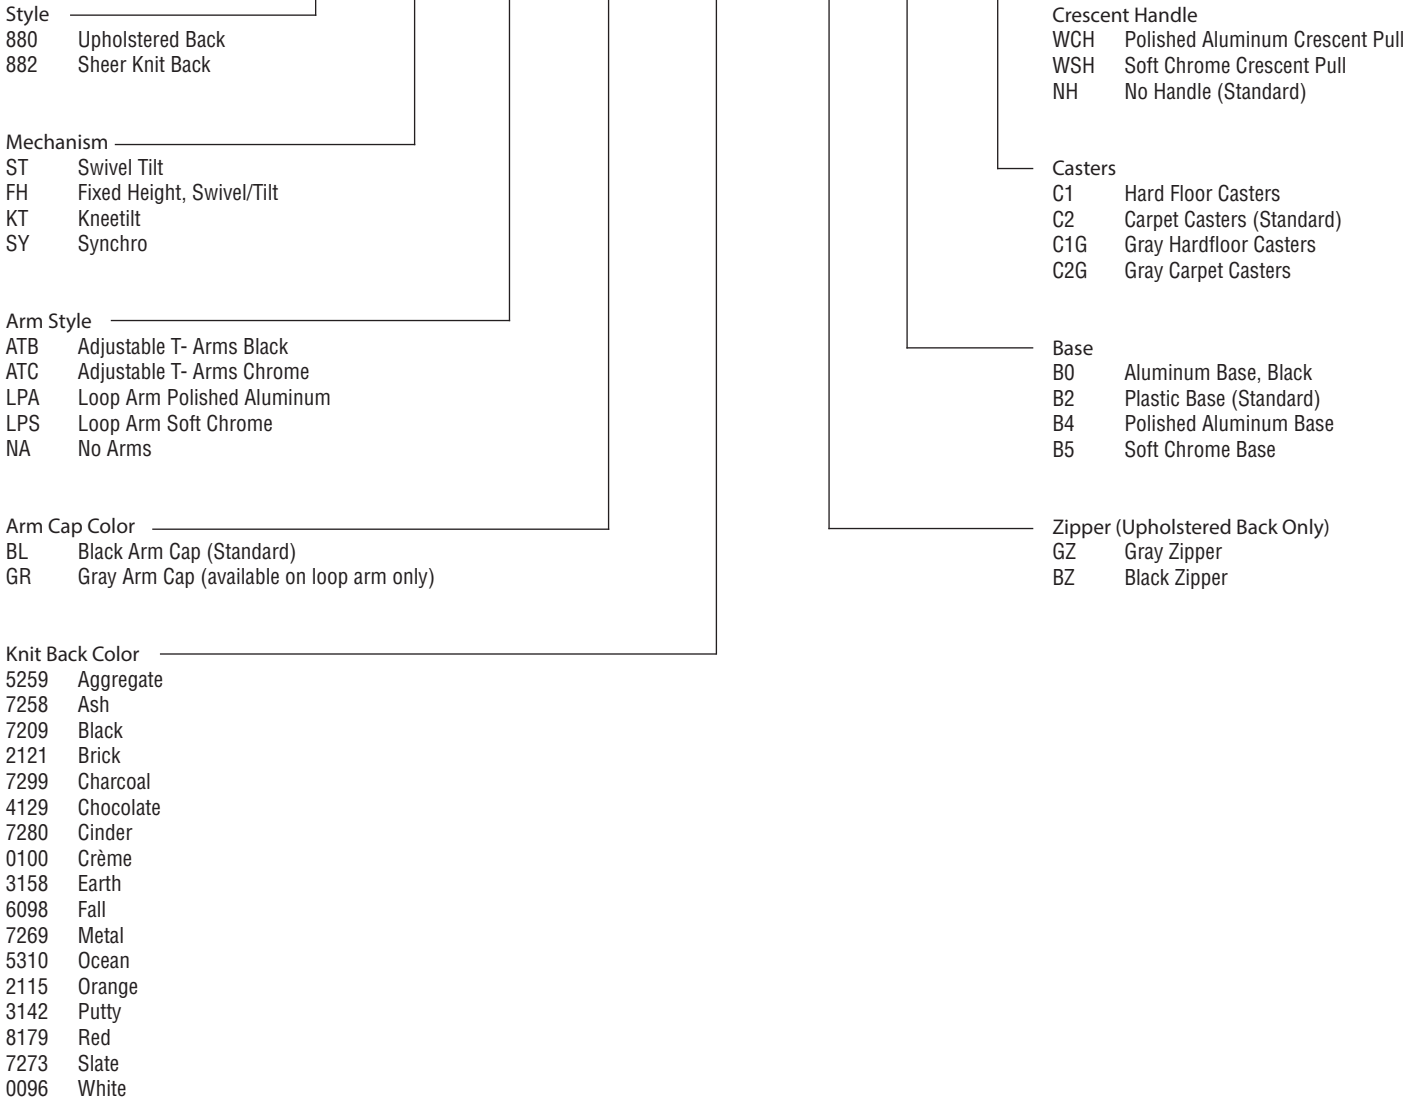 Style
880 Upholstered Back
882 Sheer Knit Back
Mechanism
ST Swivel Tilt
FH Fixed Height, Swivel/Tilt
KT Kneetilt
SY Synchro
Arm Style
ATB Adjustable T- Arms Black
ATC Adjustable T- Arms Chrome
LPA Loop Arm Polished Aluminum
LPS Loop Arm Soft Chrome
NA No Arms
Arm Cap Color
BL Black Arm Cap (Standard)
GR Gray Arm Cap (available on loop arm only)
Knit Back Color
5259 Aggregate
7258 Ash
7209 Black
2121 Brick
7299 Charcoal
4129 Chocolate
7280 Cinder
0100 Crème
3158 Earth
6098 Fall
7269 Metal
5310 Ocean
2115 Orange
3142 Putty
8179 Red
7273 Slate
0096 White
Crescent Handle
WCH Polished Aluminum Crescent Pull
WSH Soft Chrome Crescent Pull
NH No Handle (Standard)
Casters
C1 Hard Floor Casters
C2 Carpet Casters (Standard)
C1G Gray Hardfloor Casters
C2G Gray Carpet Casters
Base
B0 Aluminum Base, Black
B2 Plastic Base (Standard)
B4 Polished Aluminum Base
B5 Soft Chrome Base
Zipper (Upholstered Back Only)
GZ Gray Zipper
BZ Black Zipper